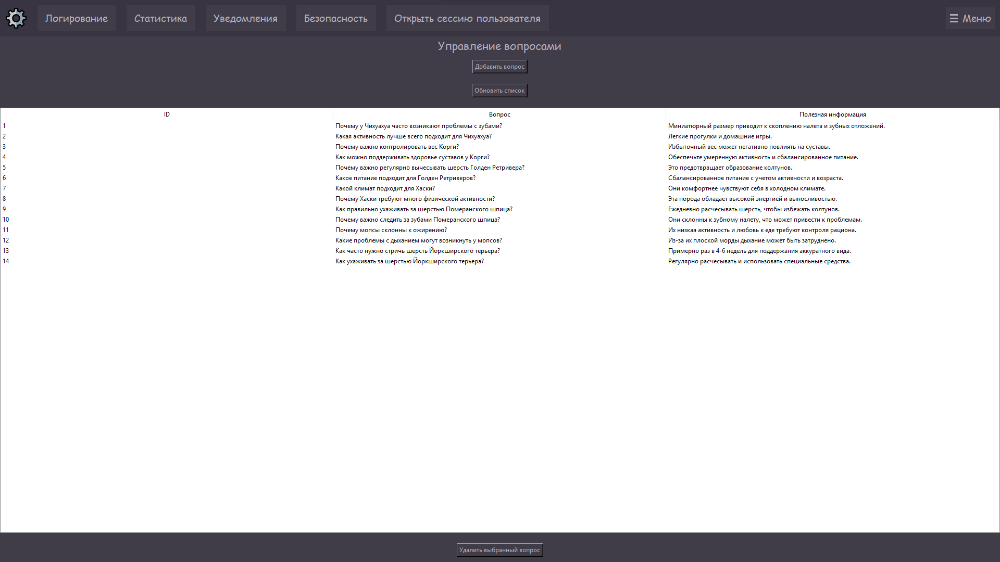 Логирование Статистика Уведомления Безопасность Открыть сессию пользователя ☰ Меню
Управление вопросами
Добавить вопрос
Обновить список
ID Вопрос Полезная информация
1 Почему у Чихуахуа часто возникают проблемы с зубами? Миниатюрный размер приводит к скоплению налета и зубных отложений.
2 Какая активность лучше всего подходит для Чихуахуа? Легкие прогулки и домашние игры.
3 Почему важно контролировать вес Корги? Избыточный вес может негативно повлиять на суставы.
4 Как можно поддерживать здоровье суставов у Корги? Обеспечьте умеренную активность и сбалансированное питание.
5 Почему важно регулярно вычесывать шерсть Голден Ретривера? Это предотвращает образование колтунов.
6 Какое питание подходит для Голден Ретриверов? Сбалансированное питание с учетом активности и возраста.
7 Какой климат подходит для Хаски? Они комфортнее чувствуют себя в холодном климате.
8 Почему Хаски требуют много физической активности? Эта порода обладает высокой энергией и выносливостью.
9 Как правильно ухаживать за шерстью Померанского шпица? Ежедневно расчесывать шерсть, чтобы избежать колтунов.
10 Почему важно следить за зубами Померанского шпица? Они склонны к зубному налету, что может привести к проблемам.
11 Почему мопсы склонны к ожирению? Их низкая активность и любовь к еде требуют контроля рациона.
12 Какие проблемы с дыханием могут возникнуть у мопсов? Из-за их плоской морды дыхание может быть затруднено.
13 Как часто нужно стричь шерсть Йоркширского терьера? Примерно раз в 4-6 недель для поддержания аккуратного вида.
14 Как ухаживать за шерстью Йоркширского терьера? Регулярно расчесывать и использовать специальные средства.
Удалить выбранный вопрос